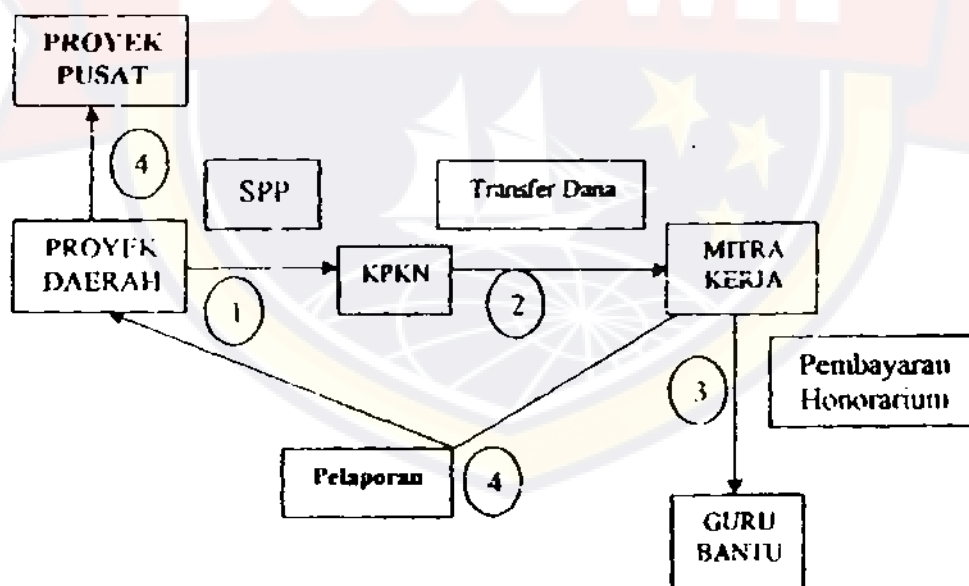 PROYEK
PUSAT
4
SPP
Transfer Dana
PROYEK
DAERAH
KPKN
MITRA
KERJA
1
2
3
Pembayaran
Honorarium
Pelaporan
4
GURU
BANTU